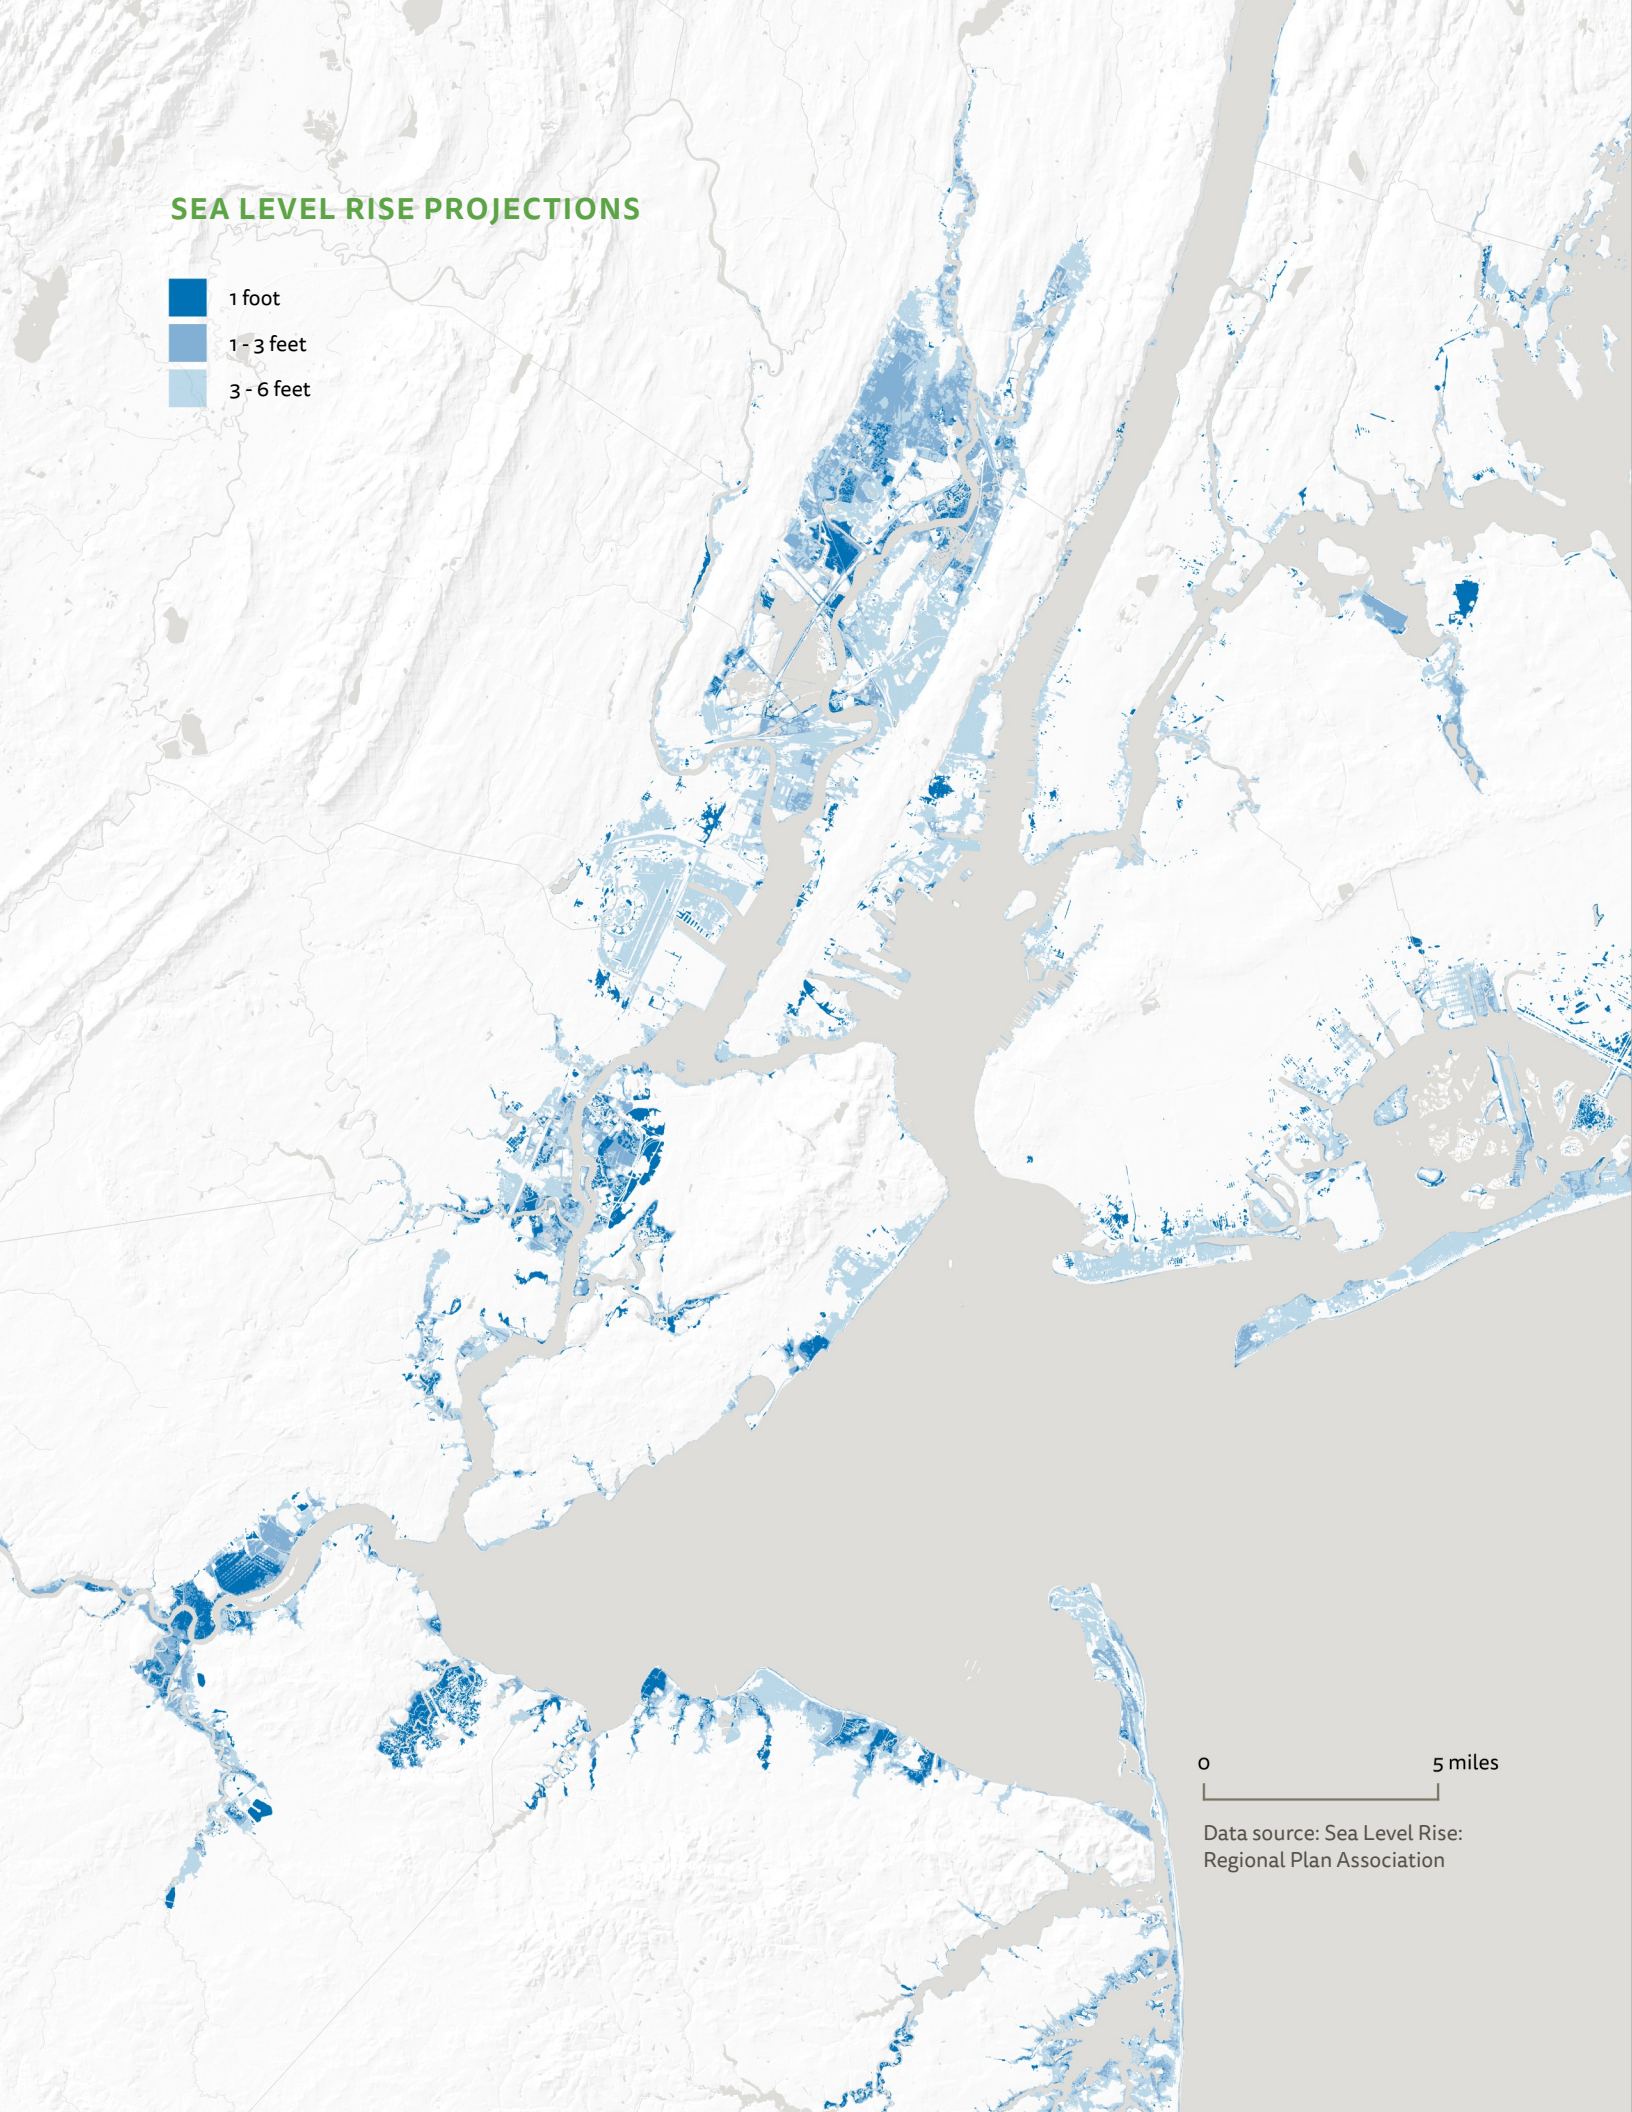 SEA LEVEL RISE PROJECTIONS
1 foot
1 - 3 feet
3 - 6 feet
0 5 miles
Data source: Sea Level Rise:
Regional Plan Association